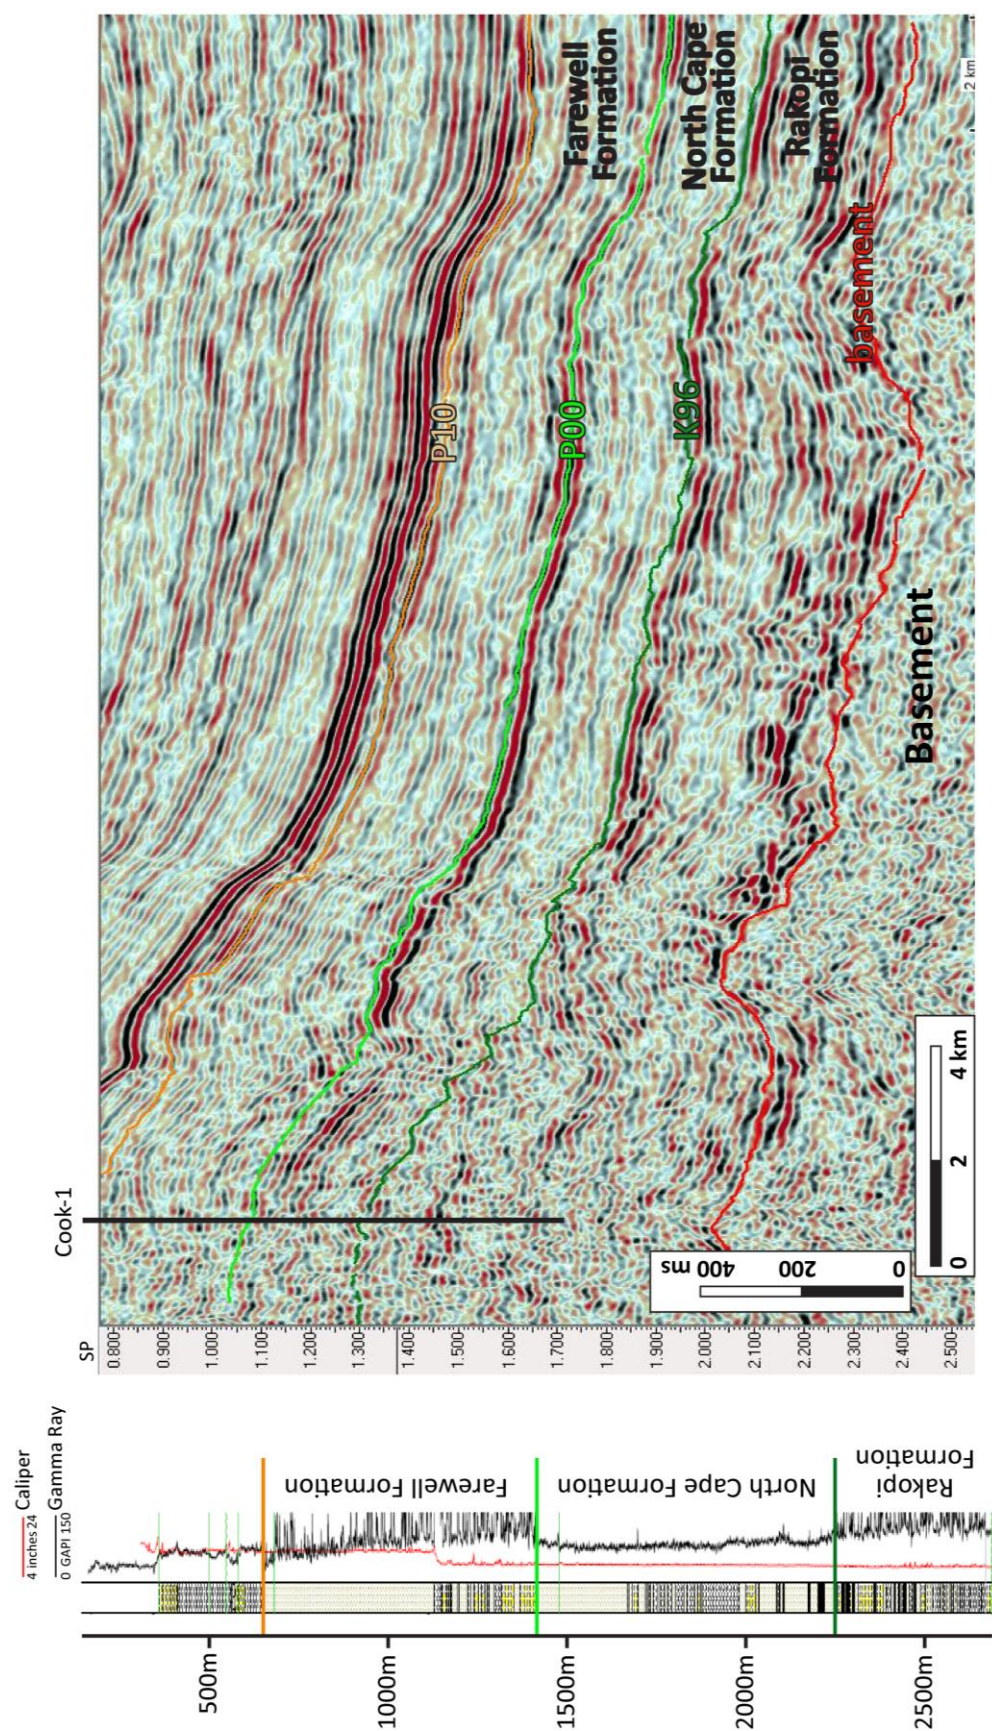 Cook-1
SP
0.800
0.900
1.000
1.100
1.200
1.300
1.400
1.500
1.600
1.700
1.800
1.900
2.000
2.100
2.200
2.300
2.400
2.500
P10
P00
K96
basement
Farewell
Formation
North Cape
Formation
Rakopi
Formation
Basement
2 km
400 ms
200
0
0
2
4 km
4 inches 24 Caliper
0 GAPI 150 Gamma Ray
Farewell Formation
North Cape Formation
Rakopi
Formation
500m
1000m
1500m
2000m
2500m